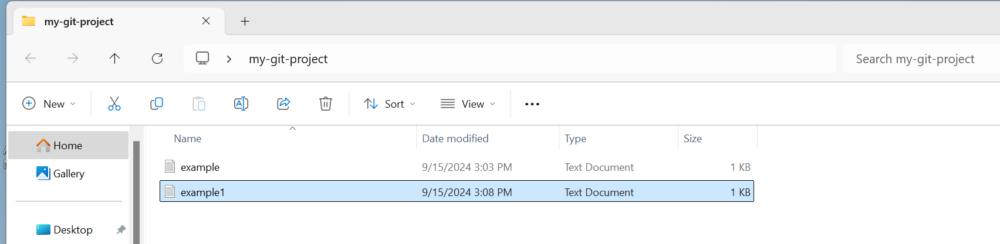 my-git-project
my-git-project
Search my-git-project
New
Sort
View
Name Date modified Type Size
Home
Gallery
Desktop
example 9/15/2024 3:03 PM Text Document 1 KB
example1 9/15/2024 3:08 PM Text Document 1 KB